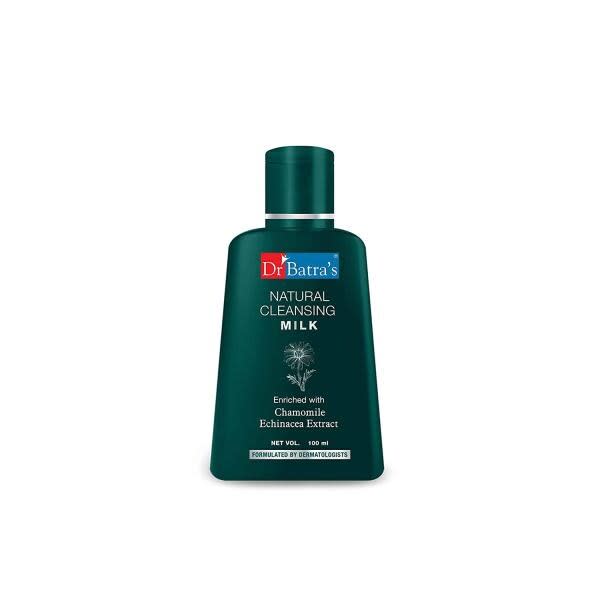 Dr Batra's®
NATURAL
CLEANSING
MILK
Enriched with
Chamomile
Echinacea Extract
NET VOL. 100 ml
FORMULATED BY DERMATOLOGISTS